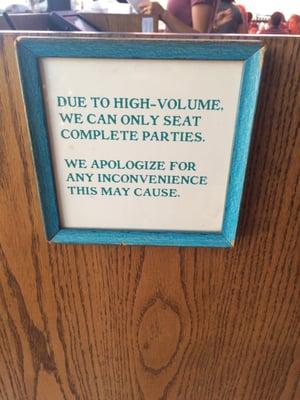 DUE TO HIGH-VOLUME,
WE CAN ONLY SEAT
COMPLETE PARTIES.
WE APOLOGIZE FOR
ANY INCONVENIENCE
THIS MAY CAUSE.